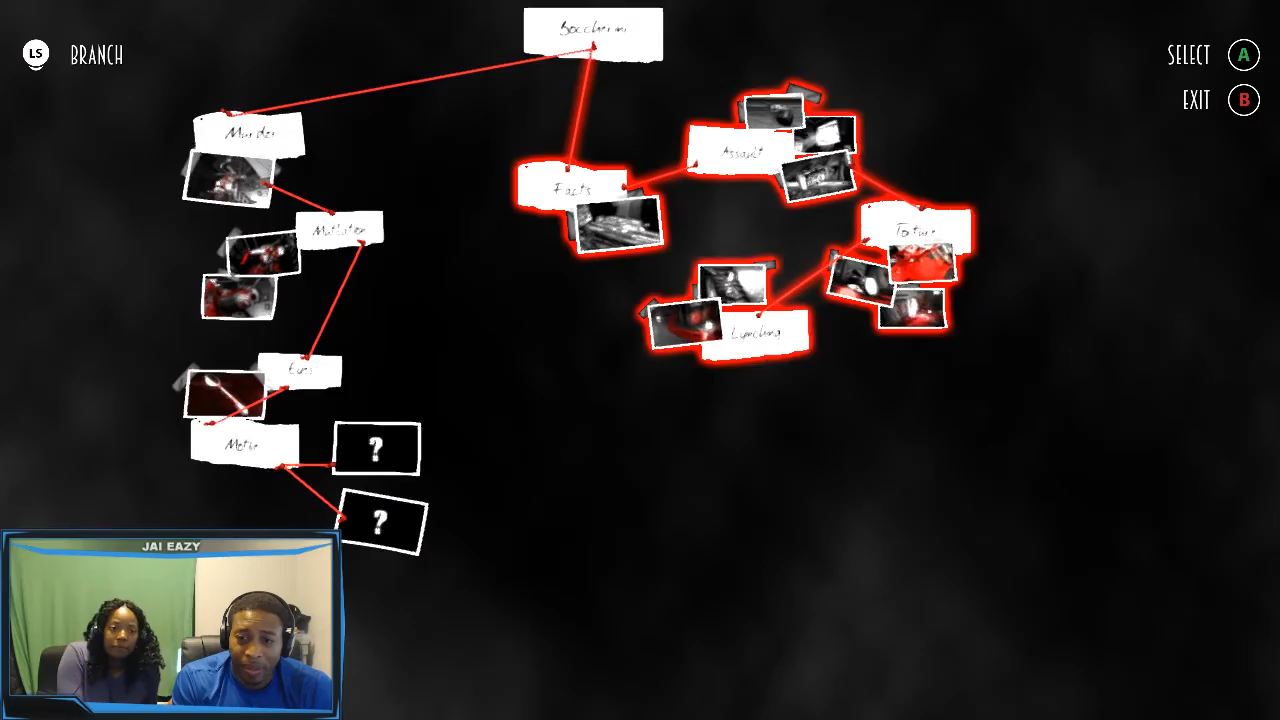 Boccherini
LS BRANCH
SELECT A
EXIT B
Murder
Assault
Facts
Mutilation
Torture
Lynching
Eyes
Motive
?
?
JAI EAZY